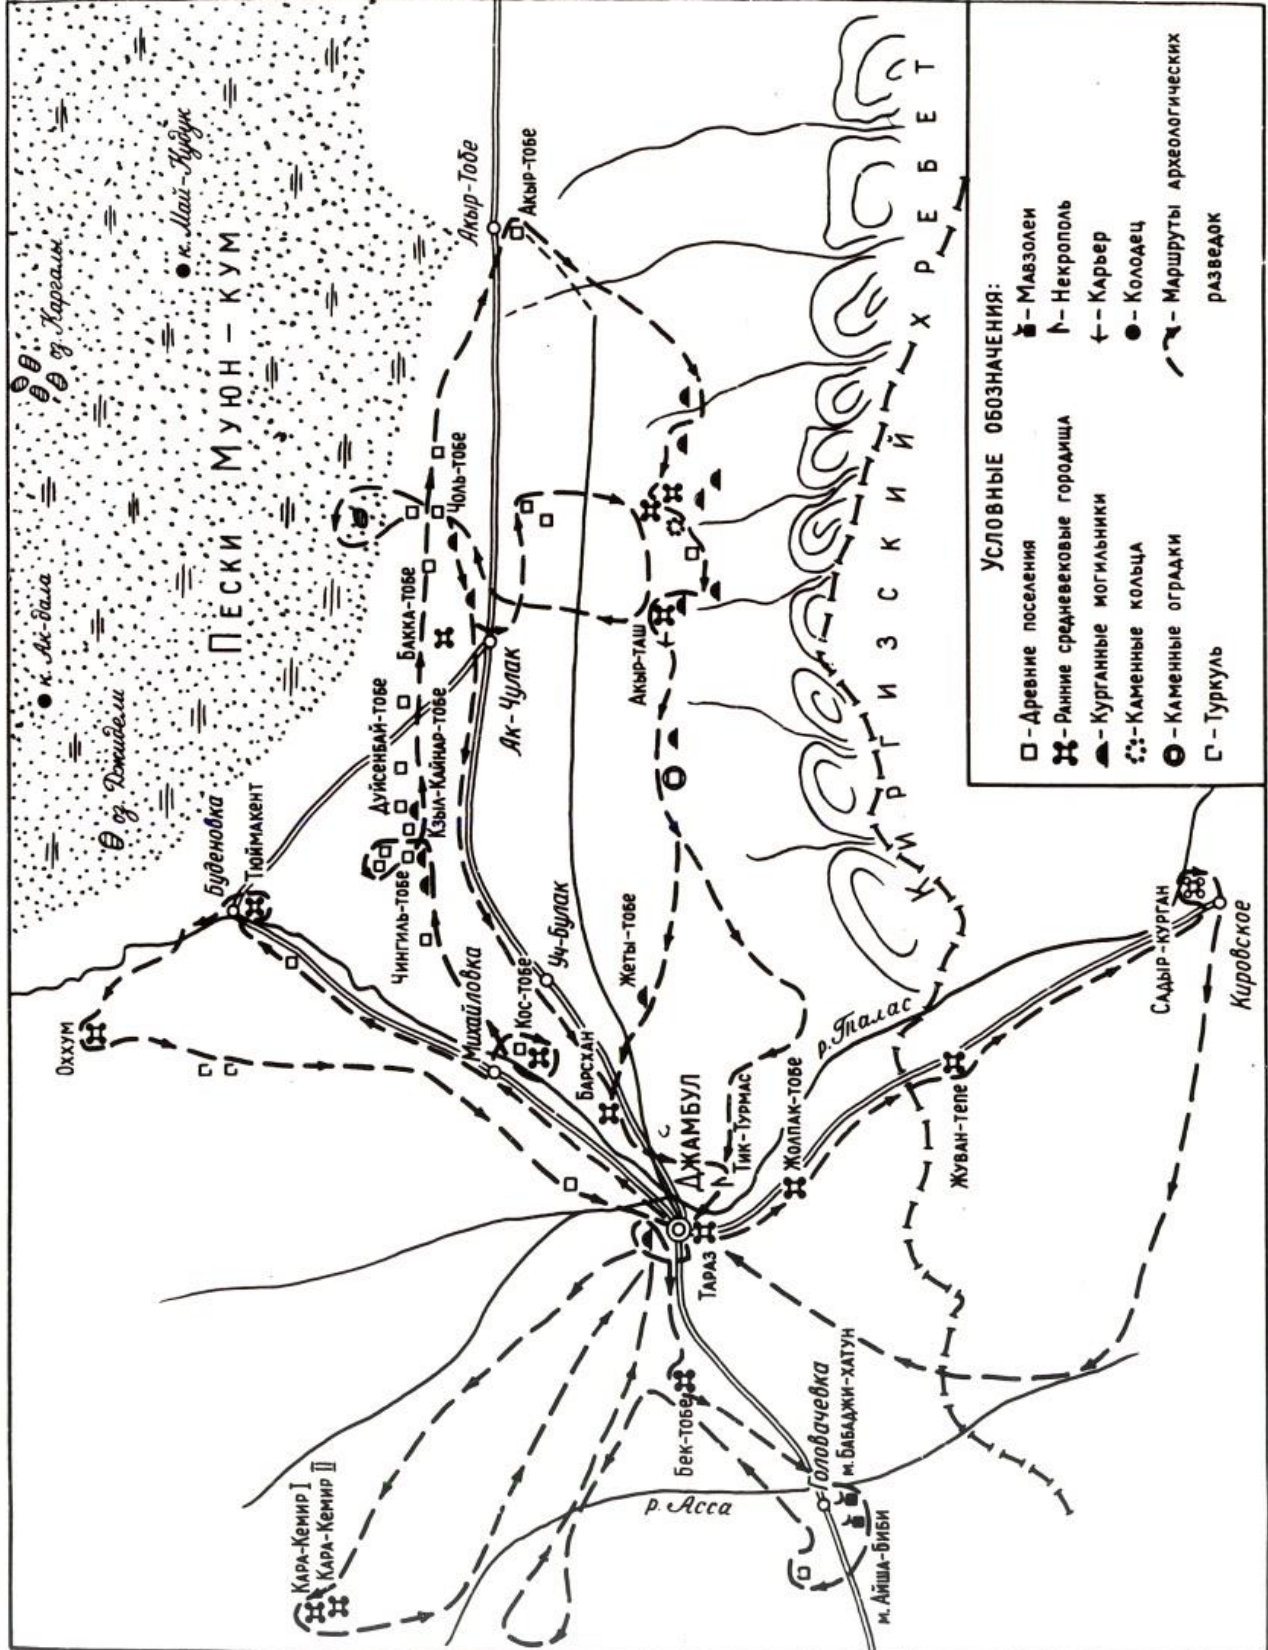 к. Май-Кудук
оз. Каргалы
к. Ак-дала
оз. Джидели
ПЕСКИ МУЮН-КУМ
Акыр-Тобе
АКЫР-ТОБЕ
ЧОЛЬ-ТОБЕ
БАККА-ТОБЕ
ДУЙСЕНБАЙ-ТОБЕ
КЗЫЛ-КАЙНАР-ТОБЕ
ЧИНГИЛЬ-ТОБЕ
Ак-Чулак
АКЫР-ТАШ
Буденовка
ТЮЙМАКЕНТ
ОХХУМ
Михайловка
КОС-ТОБЕ
Уч-Булак
ЖЕТЫ-ТОБЕ
БАРСХАН
ДЖАМБУЛ
ТИК-ТУРМАС
ЖОЛПАК-ТОБЕ
р. Талас
ТАРАЗ
ЖУВАН-ТЕПЕ
САДЫР-КУРГАН
Кировское
КИРГИЗСКИЙ ХРЕБЕТ
КАРА-КЕМИР I
КАРА-КЕМИР II
БЕК-ТОБЕ
р. Асса
Головачевка
м. БАБАДЖИ-ХАТУН
м. АЙША-БИБИ
УСЛОВНЫЕ ОБОЗНАЧЕНИЯ:
- ДРЕВНИЕ ПОСЕЛЕНИЯ
- РАННИЕ СРЕДНЕВЕКОВЫЕ ГОРОДИЩА
- КУРГАННЫЕ МОГИЛЬНИКИ
- КАМЕННЫЕ КОЛЬЦА
- КАМЕННЫЕ ОГРАДКИ
- ТУРКУЛЬ
- МАВЗОЛЕИ
- НЕКРОПОЛЬ
- КАРЬЕР
- КОЛОДЕЦ
- МАРШРУТЫ АРХЕОЛОГИЧЕСКИХ
РАЗВЕДОК